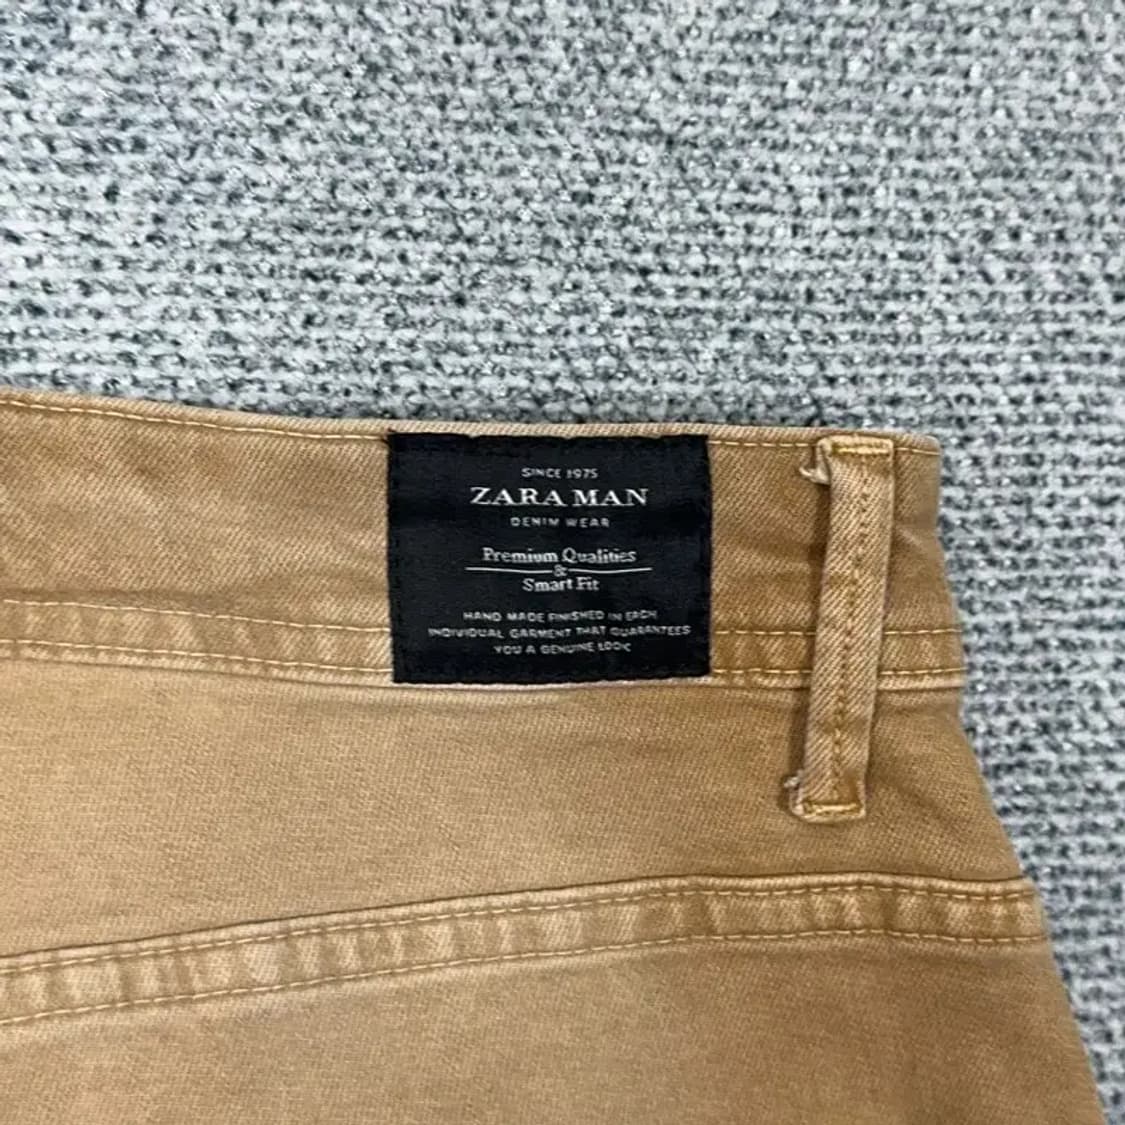 SINCE 1975
ZARA MAN
DENIM WEAR
Premium Qualities
&
Smart Fit
HAND MADE FINISHED IN EACH
INDIVIDUAL GARMENT THAT GUARANTEES
YOU A GENUINE LOOK